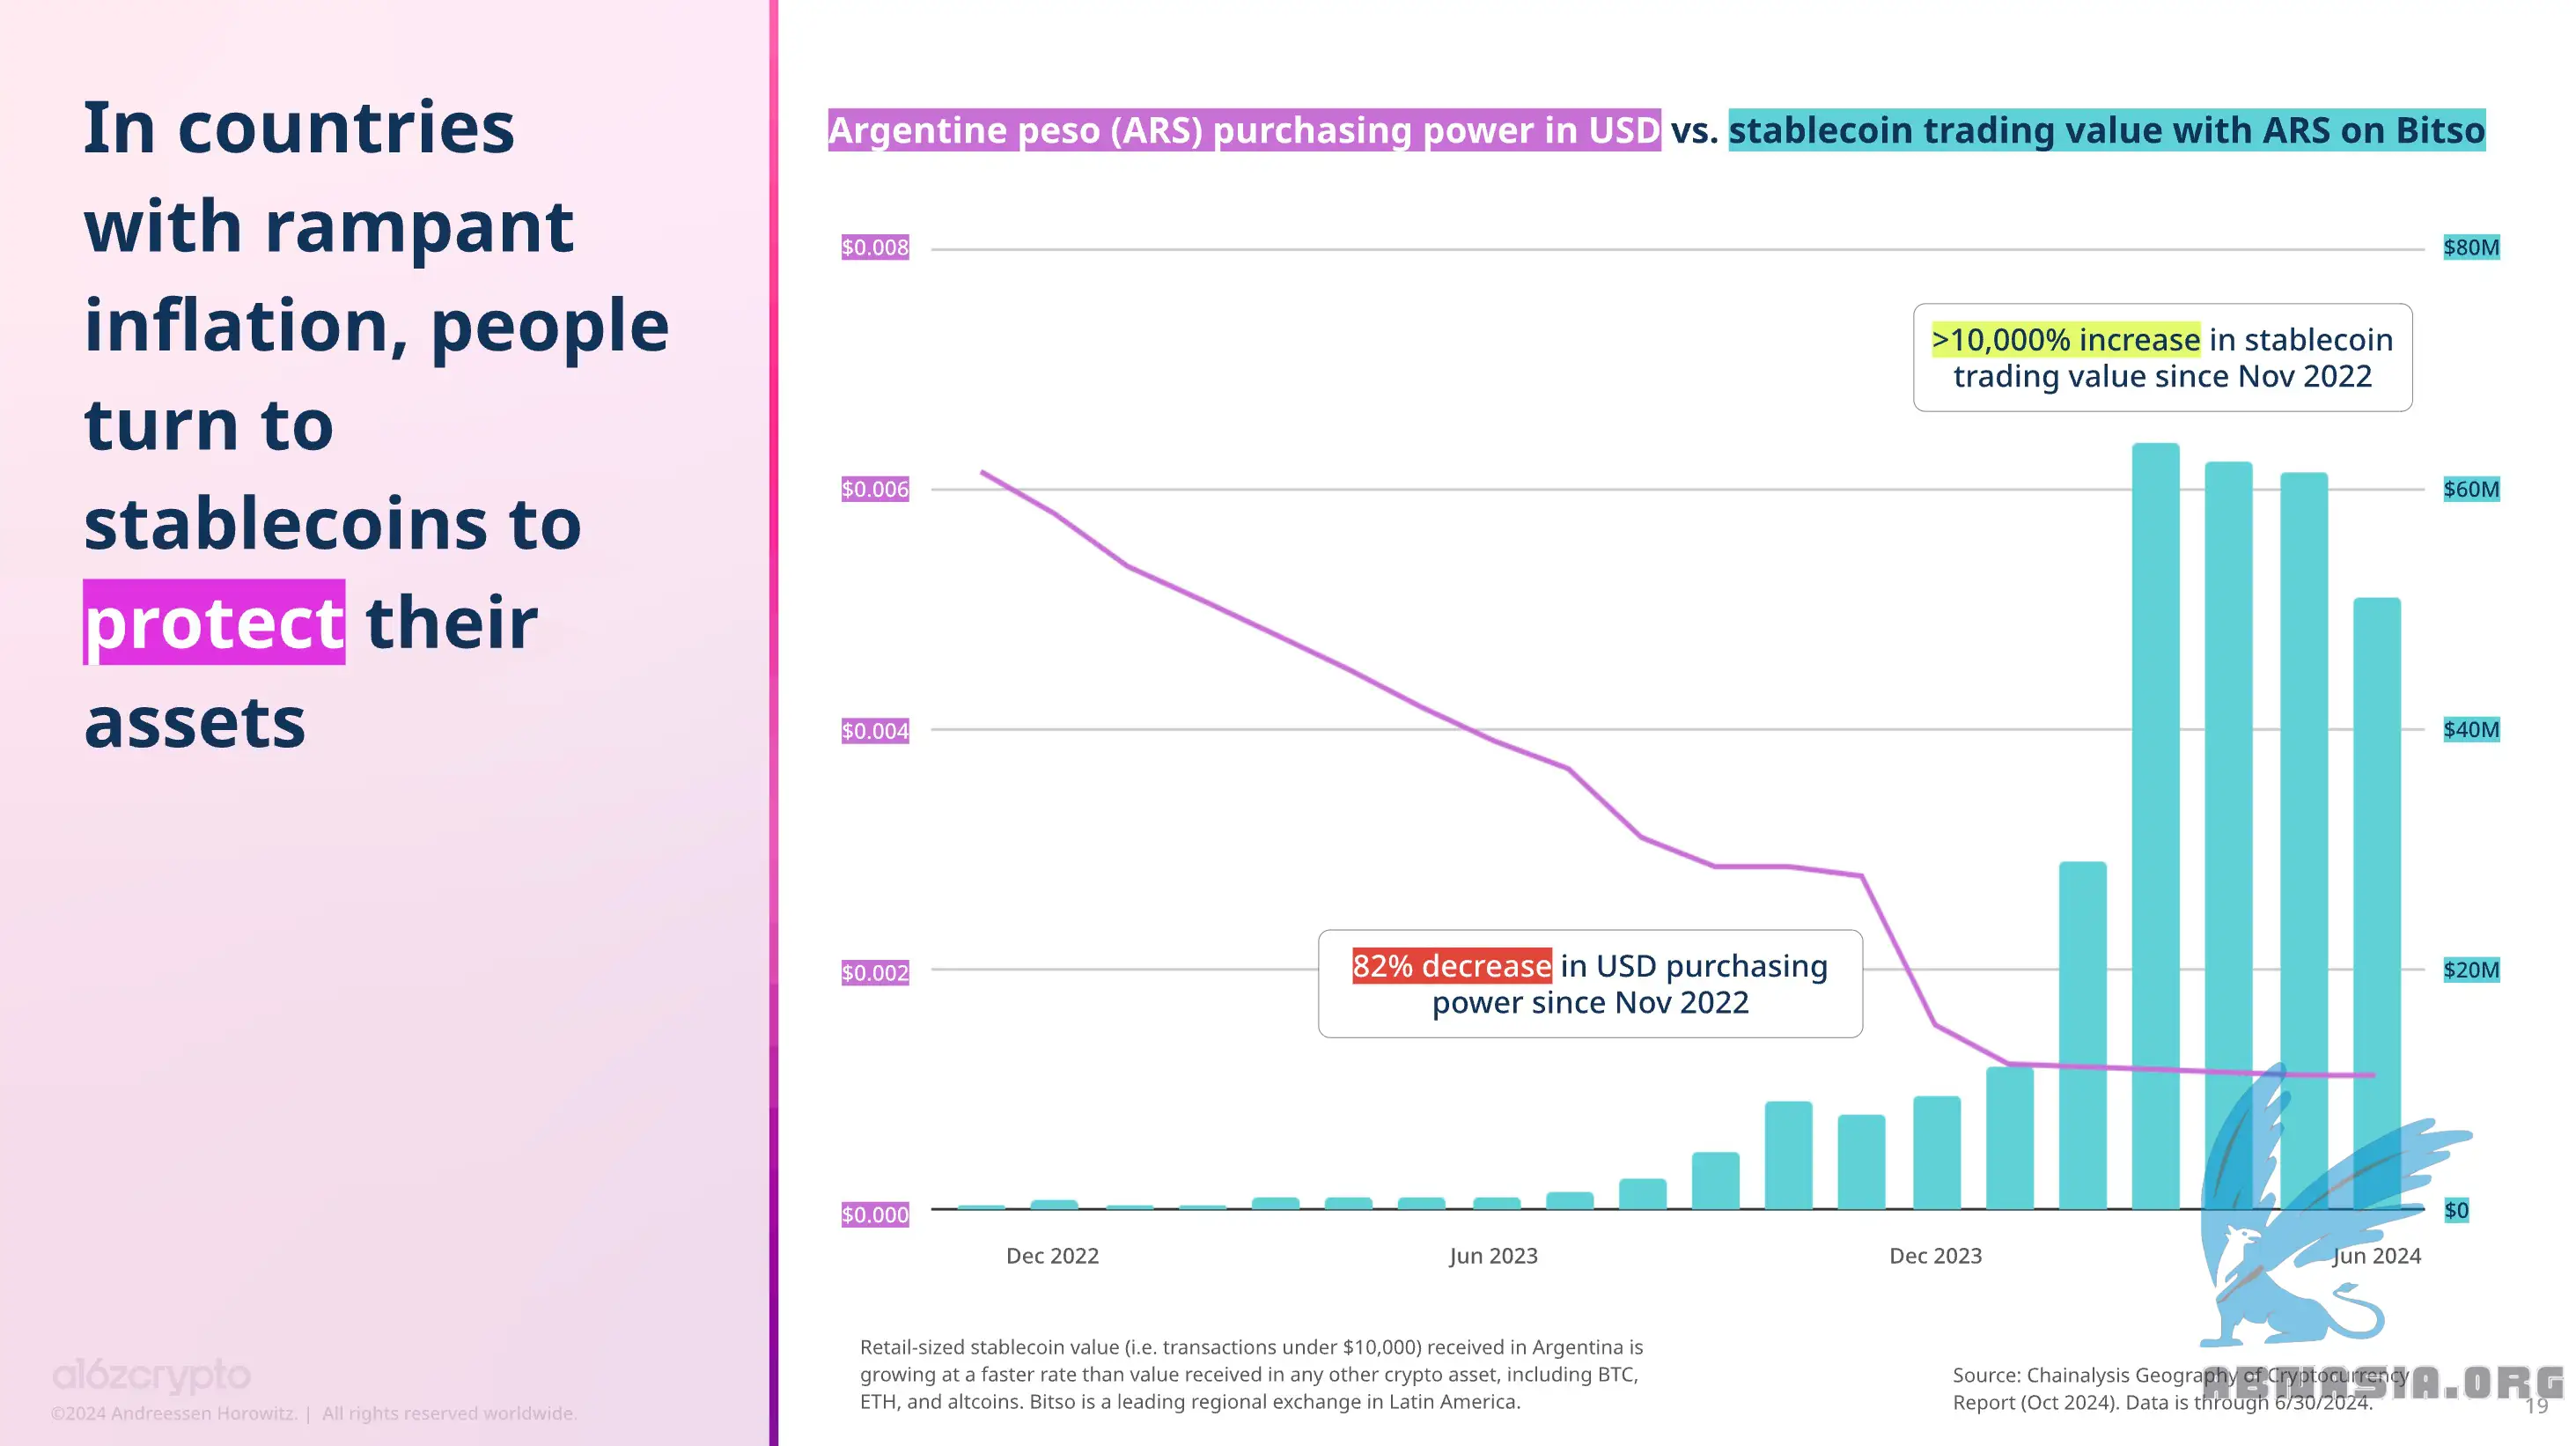 In countries
with rampant
inflation, people
turn to
stablecoins to
protect their
assets
a16zcrypto
©2024 Andreessen Horowitz. | All rights reserved worldwide.
Argentine peso (ARS) purchasing power in USD vs. stablecoin trading value with ARS on Bitso
$0.008
$0.006
$0.004
$0.002
$0.000
$80M
$60M
$40M
$20M
$0
>10,000% increase in stablecoin
trading value since Nov 2022
82% decrease in USD purchasing
power since Nov 2022
Dec 2022
Jun 2023
Dec 2023
Jun 2024
Retail-sized stablecoin value (i.e. transactions under $10,000) received in Argentina is
growing at a faster rate than value received in any other crypto asset, including BTC,
ETH, and altcoins. Bitso is a leading regional exchange in Latin America.
Source: Chainalysis Geography of Cryptocurrency
Report (Oct 2024). Data is through 6/30/2024.
ABMASIA.ORG
19